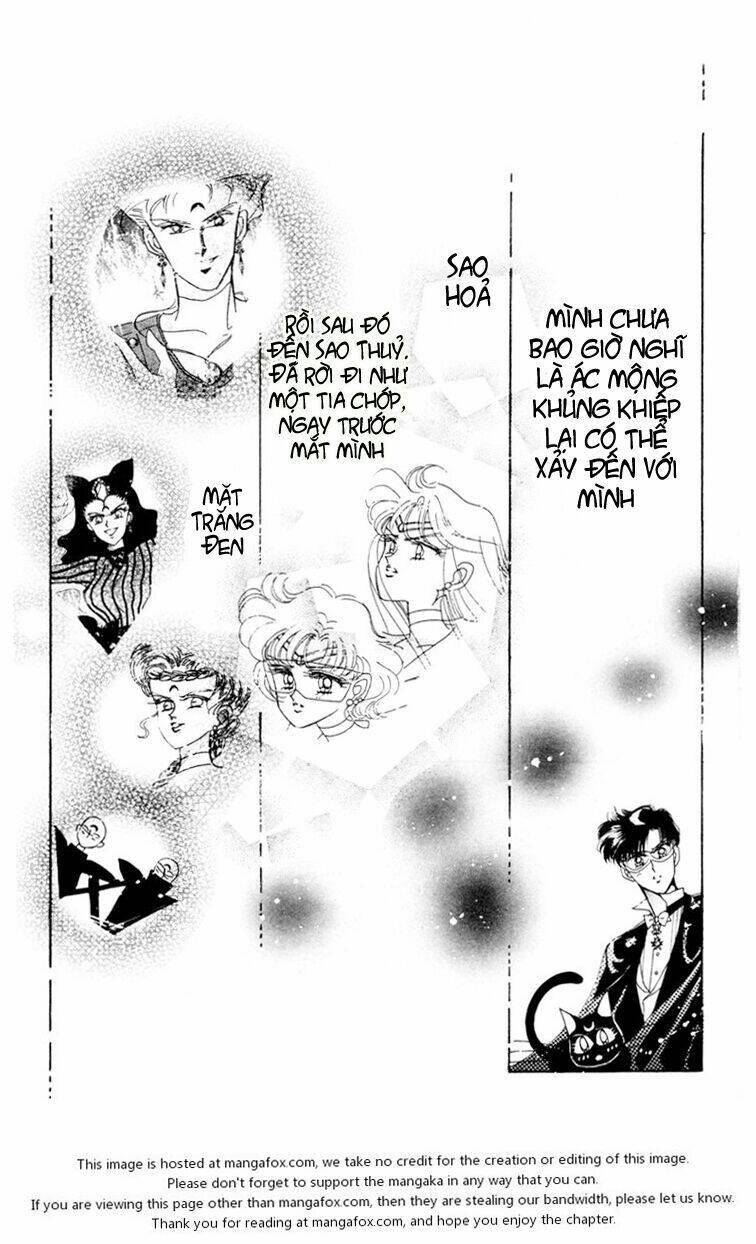 MÌNH CHƯA
BAO GIỜ NGHĨ
LÀ ÁC MỘNG
KHỦNG KHIẾP
LẠI CÓ THỂ
XẢY ĐẾN VỚI
MÌNH
SAO
HOẢ
RỒI SAU ĐÓ
ĐẾN SAO THUỶ.
ĐÃ RỜI ĐI NHƯ
MỘT TIA CHỚP,
NGAY TRƯỚC
MẮT MÌNH
MẶT
TRĂNG
ĐEN
This image is hosted at mangafox.com, we take no credit for the creation or editing of this image.
Please don't forget to support the mangaka in any way that you can.
If you are viewing this page other than mangafox.com, then they are stealing our bandwidth, please let us know.
Thank you for reading at mangafox.com, and hope you enjoy the chapter.